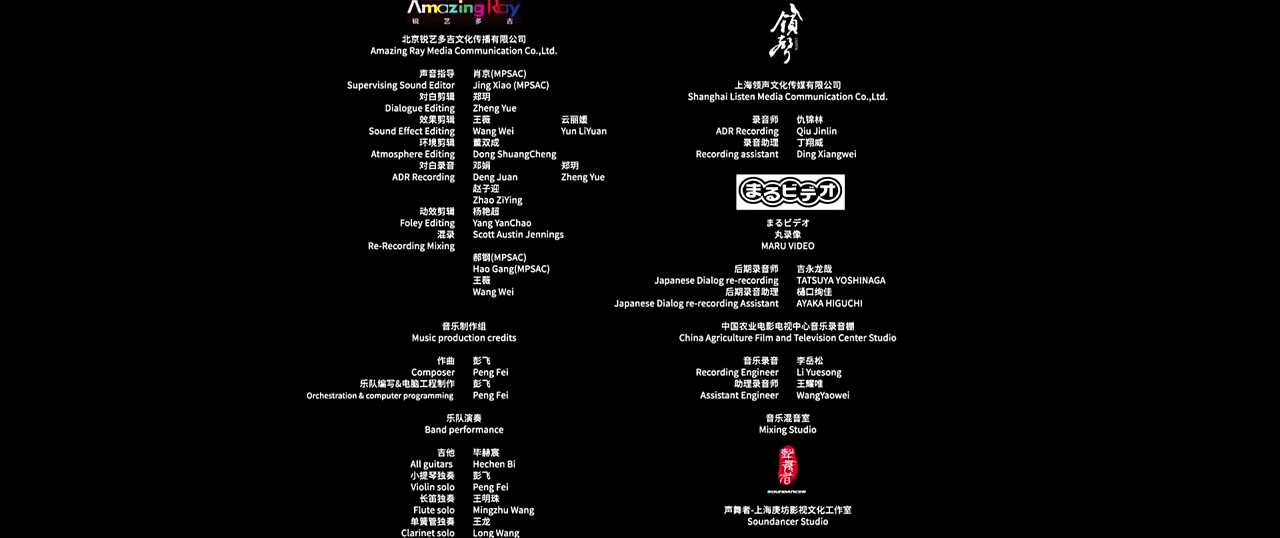 Amazing Ray
锐艺多吉
北京锐艺多吉文化传播有限公司
Amazing Ray Media Communication Co.,Ltd.
声音指导 肖京(MPSAC)
Supervising Sound Editor Jing Xiao (MPSAC)
对白剪辑 郑玥
Dialogue Editing Zheng Yue
效果剪辑 王薇 云丽媛
Sound Effect Editing Wang Wei Yun LiYuan
环境剪辑 董双成
Atmosphere Editing Dong ShuangCheng
对白录音 邓娟 郑玥
ADR Recording Deng Juan Zheng Yue
赵子迎
Zhao ZiYing
动效剪辑 杨艳超
Foley Editing Yang YanChao
混录 Scott Austin Jennings
Re-Recording Mixing
郝钢(MPSAC)
Hao Gang(MPSAC)
王薇
Wang Wei
音乐制作组
Music production credits
作曲 彭飞
Composer Peng Fei
乐队编写&电脑工程制作 彭飞
Orchestration & computer programming Peng Fei
乐队演奏
Band performance
吉他 毕赫宸
All guitars Hechen Bi
小提琴独奏 彭飞
Violin solo Peng Fei
长笛独奏 王明珠
Flute solo Mingzhu Wang
单簧管独奏 王龙
Clarinet solo Long Wang
領聲
上海领声文化传媒有限公司
Shanghai Listen Media Communication Co.,Ltd.
录音师 仇锦林
ADR Recording Qiu Jinlin
录音助理 丁翔威
Recording assistant Ding Xiangwei
まるビデオ
まるビデオ
丸录像
MARU VIDEO
后期录音师 吉永龙哉
Japanese Dialog re-recording TATSUYA YOSHINAGA
后期录音助理 樋口绚佳
Japanese Dialog re-recording Assistant AYAKA HIGUCHI
中国农业电影电视中心音乐录音棚
China Agriculture Film and Television Center Studio
音乐录音 李岳松
Recording Engineer Li Yuesong
助理录音师 王耀唯
Assistant Engineer WangYaowei
音乐混音室
Mixing Studio
聲舞者
SOUNDANCER
声舞者-上海庚坊影视文化工作室
Soundancer Studio